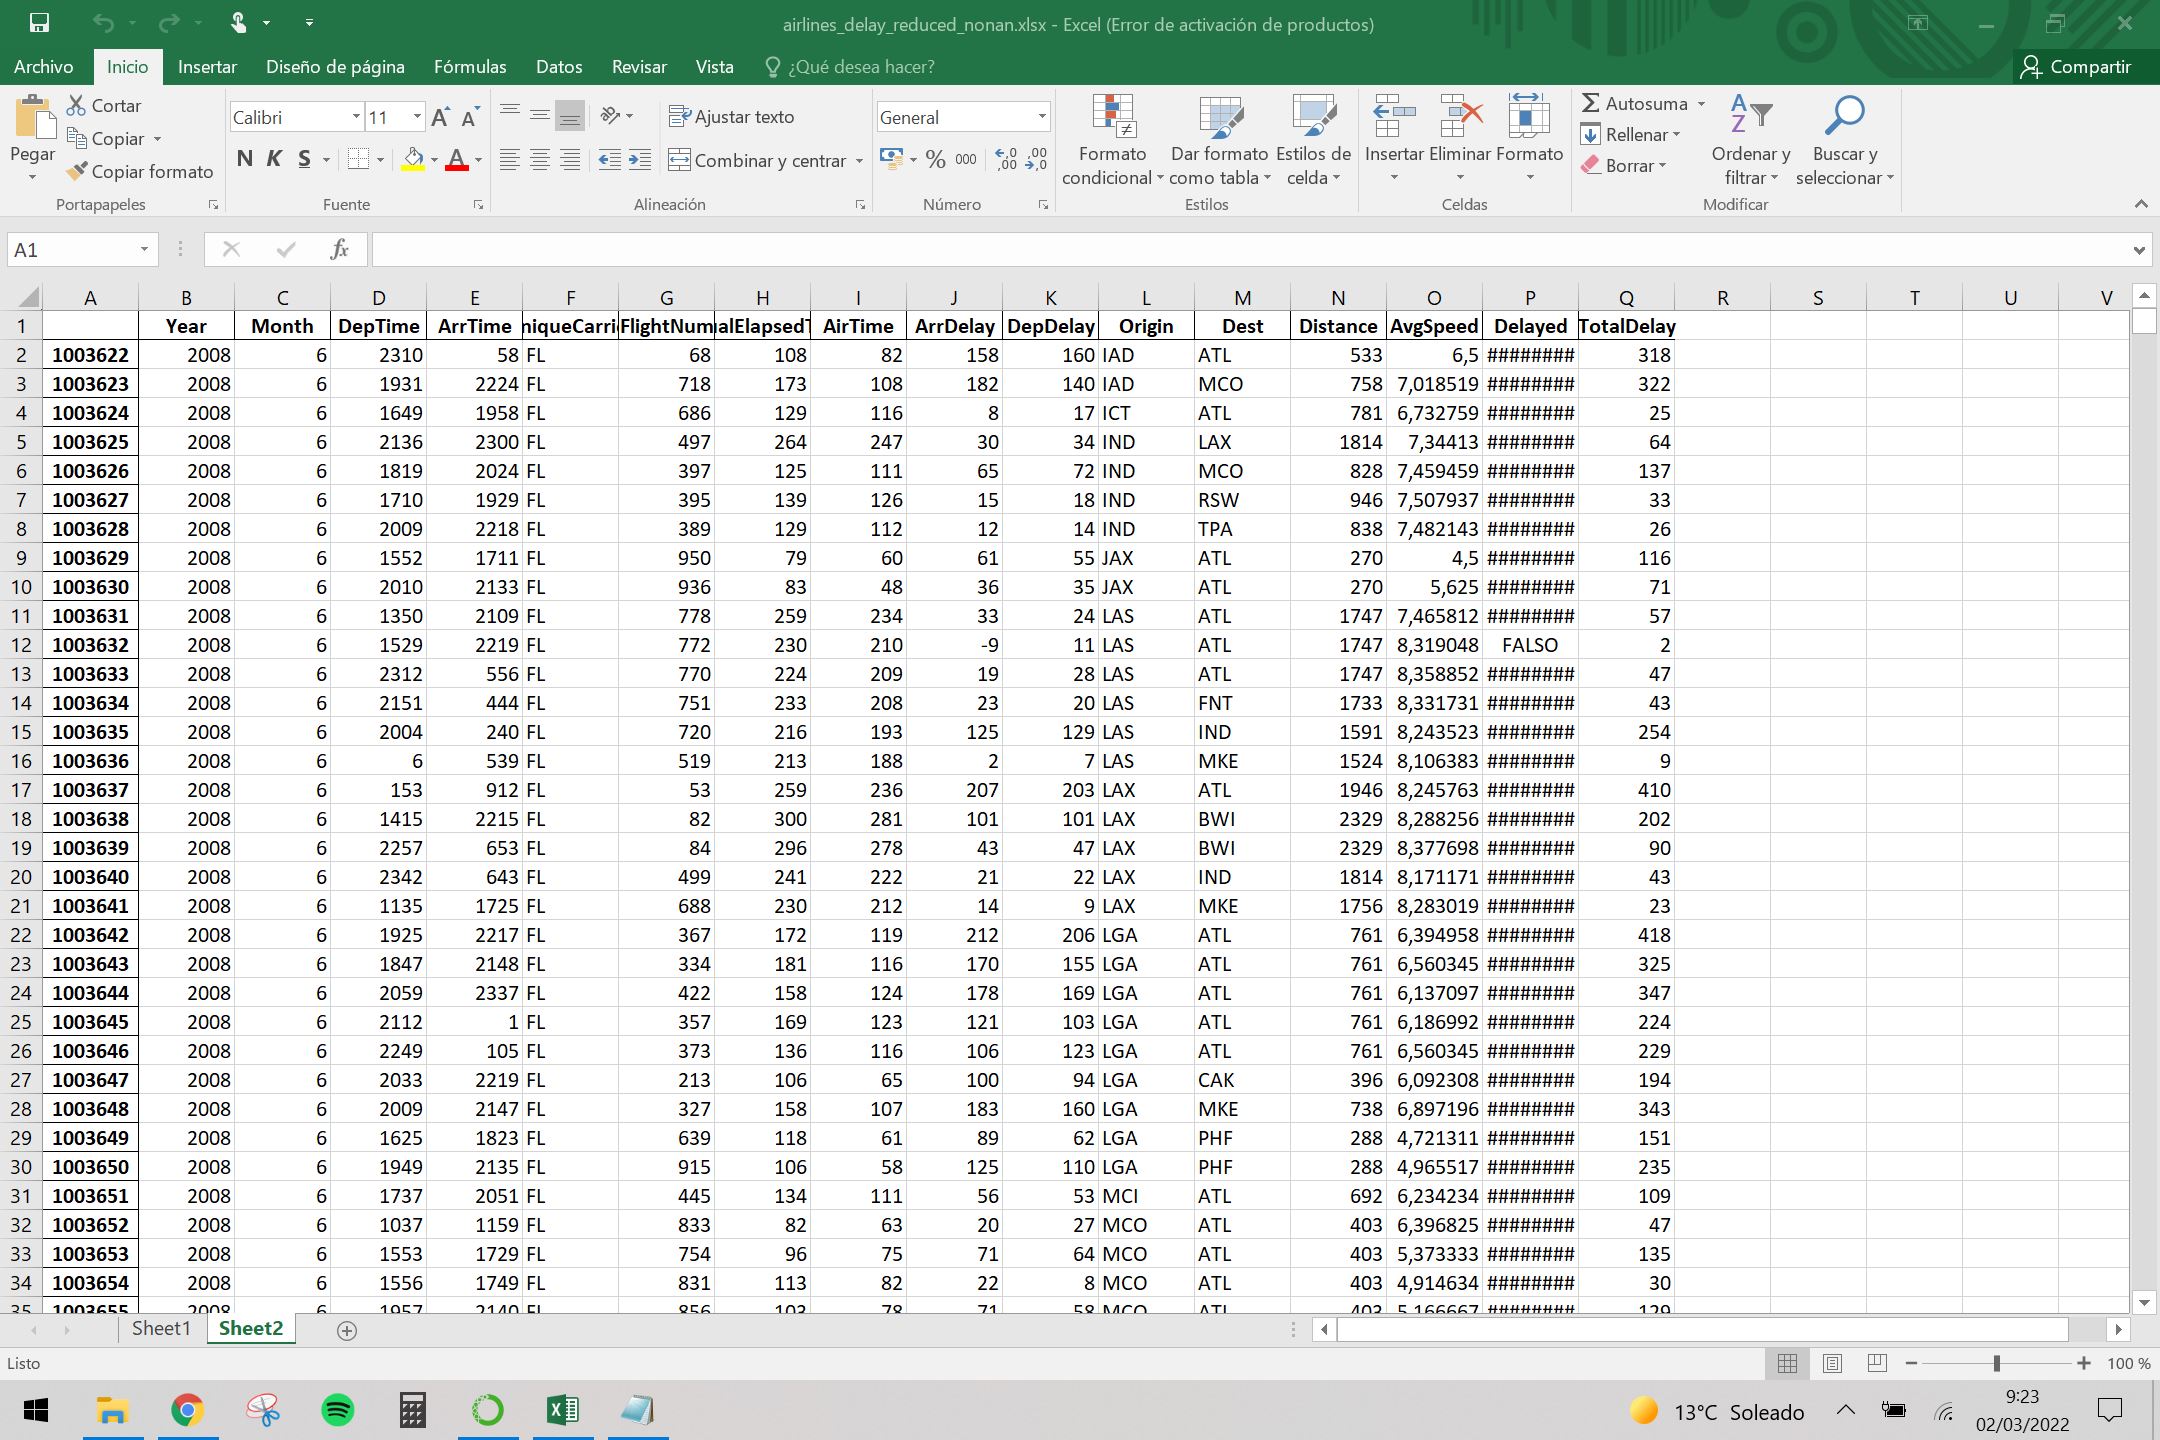 airlines_delay_reduced_nonan.xlsx - Excel (Error de activación de productos)
Archivo Inicio Insertar Diseño de página Fórmulas Datos Revisar Vista ¿Qué desea hacer? Compartir
Pegar Cortar Copiar Copiar formato Portapapeles
Calibri 11 A A N K S A Fuente
Ajustar texto Combinar y centrar Alineación
General % 000 Número
Formato condicional Dar formato como tabla Estilos de celda Estilos
Insertar Eliminar Formato Celdas
Autosuma Rellenar Borrar Ordenar y filtrar Buscar y seleccionar Modificar
A1 fx
A B C D E F G H I J K L M N O P Q R S T U V
1 Year Month DepTime ArrTime niqueCarri FlightNum alElapsedT AirTime ArrDelay DepDelay Origin Dest Distance AvgSpeed Delayed TotalDelay
2 1003622 2008 6 2310 58 FL 68 108 82 158 160 IAD ATL 533 6,5 ######## 318
3 1003623 2008 6 1931 2224 FL 718 173 108 182 140 IAD MCO 758 7,018519 ######## 322
4 1003624 2008 6 1649 1958 FL 686 129 116 8 17 ICT ATL 781 6,732759 ######## 25
5 1003625 2008 6 2136 2300 FL 497 264 247 30 34 IND LAX 1814 7,34413 ######## 64
6 1003626 2008 6 1819 2024 FL 397 125 111 65 72 IND MCO 828 7,459459 ######## 137
7 1003627 2008 6 1710 1929 FL 395 139 126 15 18 IND RSW 946 7,507937 ######## 33
8 1003628 2008 6 2009 2218 FL 389 129 112 12 14 IND TPA 838 7,482143 ######## 26
9 1003629 2008 6 1552 1711 FL 950 79 60 61 55 JAX ATL 270 4,5 ######## 116
10 1003630 2008 6 2010 2133 FL 936 83 48 36 35 JAX ATL 270 5,625 ######## 71
11 1003631 2008 6 1350 2109 FL 778 259 234 33 24 LAS ATL 1747 7,465812 ######## 57
12 1003632 2008 6 1529 2219 FL 772 230 210 -9 11 LAS ATL 1747 8,319048 FALSO 2
13 1003633 2008 6 2312 556 FL 770 224 209 19 28 LAS ATL 1747 8,358852 ######## 47
14 1003634 2008 6 2151 444 FL 751 233 208 23 20 LAS FNT 1733 8,331731 ######## 43
15 1003635 2008 6 2004 240 FL 720 216 193 125 129 LAS IND 1591 8,243523 ######## 254
16 1003636 2008 6 6 539 FL 519 213 188 2 7 LAS MKE 1524 8,106383 ######## 9
17 1003637 2008 6 153 912 FL 53 259 236 207 203 LAX ATL 1946 8,245763 ######## 410
18 1003638 2008 6 1415 2215 FL 82 300 281 101 101 LAX BWI 2329 8,288256 ######## 202
19 1003639 2008 6 2257 653 FL 84 296 278 43 47 LAX BWI 2329 8,377698 ######## 90
20 1003640 2008 6 2342 643 FL 499 241 222 21 22 LAX IND 1814 8,171171 ######## 43
21 1003641 2008 6 1135 1725 FL 688 230 212 14 9 LAX MKE 1756 8,283019 ######## 23
22 1003642 2008 6 1925 2217 FL 367 172 119 212 206 LGA ATL 761 6,394958 ######## 418
23 1003643 2008 6 1847 2148 FL 334 181 116 170 155 LGA ATL 761 6,560345 ######## 325
24 1003644 2008 6 2059 2337 FL 422 158 124 178 169 LGA ATL 761 6,137097 ######## 347
25 1003645 2008 6 2112 1 FL 357 169 123 121 103 LGA ATL 761 6,186992 ######## 224
26 1003646 2008 6 2249 105 FL 373 136 116 106 123 LGA ATL 761 6,560345 ######## 229
27 1003647 2008 6 2033 2219 FL 213 106 65 100 94 LGA CAK 396 6,092308 ######## 194
28 1003648 2008 6 2009 2147 FL 327 158 107 183 160 LGA MKE 738 6,897196 ######## 343
29 1003649 2008 6 1625 1823 FL 639 118 61 89 62 LGA PHF 288 4,721311 ######## 151
30 1003650 2008 6 1949 2135 FL 915 106 58 125 110 LGA PHF 288 4,965517 ######## 235
31 1003651 2008 6 1737 2051 FL 445 134 111 56 53 MCI ATL 692 6,234234 ######## 109
32 1003652 2008 6 1037 1159 FL 833 82 63 20 27 MCO ATL 403 6,396825 ######## 47
33 1003653 2008 6 1553 1729 FL 754 96 75 71 64 MCO ATL 403 5,373333 ######## 135
34 1003654 2008 6 1556 1749 FL 831 113 82 22 8 MCO ATL 403 4,914634 ######## 30
35 1003655 2008 6 1957 2140 FL 856 103 78 71 58 MCO ATL 403 5,166667 ######## 129
Sheet1 Sheet2
Listo 100 %
13°C Soleado 9:23
02/03/2022